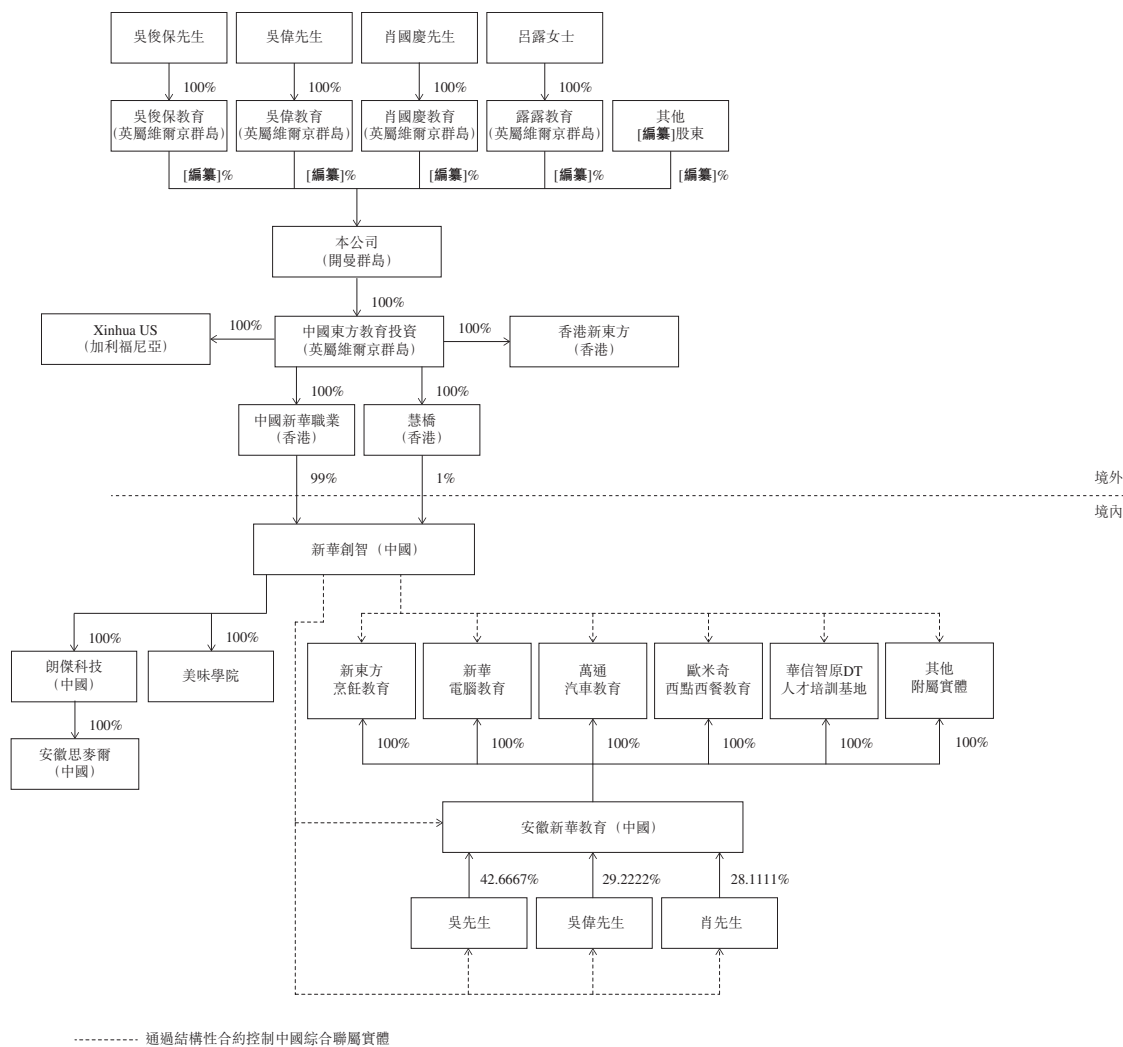 吳俊保先生
吳偉先生
肖國慶先生
呂露女士
100%
100%
100%
100%
吳俊保教育
(英屬維爾京群島)
吳偉教育
(英屬維爾京群島)
肖國慶教育
(英屬維爾京群島)
露露教育
(英屬維爾京群島)
其他
[編纂]股東
[編纂]%
[編纂]%
[編纂]%
[編纂]%
[編纂]%
本公司
(開曼群島)
100%
Xinhua US
(加利福尼亞)
100%
中國東方教育投資
(英屬維爾京群島)
100%
香港新東方
(香港)
100%
100%
中國新華職業
(香港)
慧橋
(香港)
99%
1%
境外
境內
新華創智(中國)
100%
100%
朗傑科技
(中國)
美味學院
新東方
烹飪教育
新華
電腦教育
萬通
汽車教育
歐米奇
西點西餐教育
華信智原DT
人才培訓基地
其他
附屬實體
100%
安徽思麥爾
(中國)
100%
100%
100%
100%
100%
100%
安徽新華教育(中國)
42.6667%
29.2222%
28.1111%
吳先生
吳偉先生
肖先生
通過結構性合約控制中國綜合聯屬實體